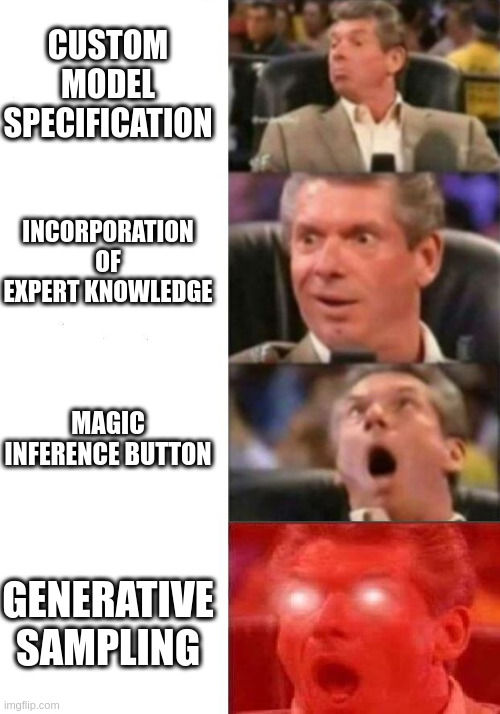 CUSTOM
MODEL
SPECIFICATION
INCORPORATION
OF
EXPERT KNOWLEDGE
MAGIC
INFERENCE BUTTON
GENERATIVE
SAMPLING
imgflip.com